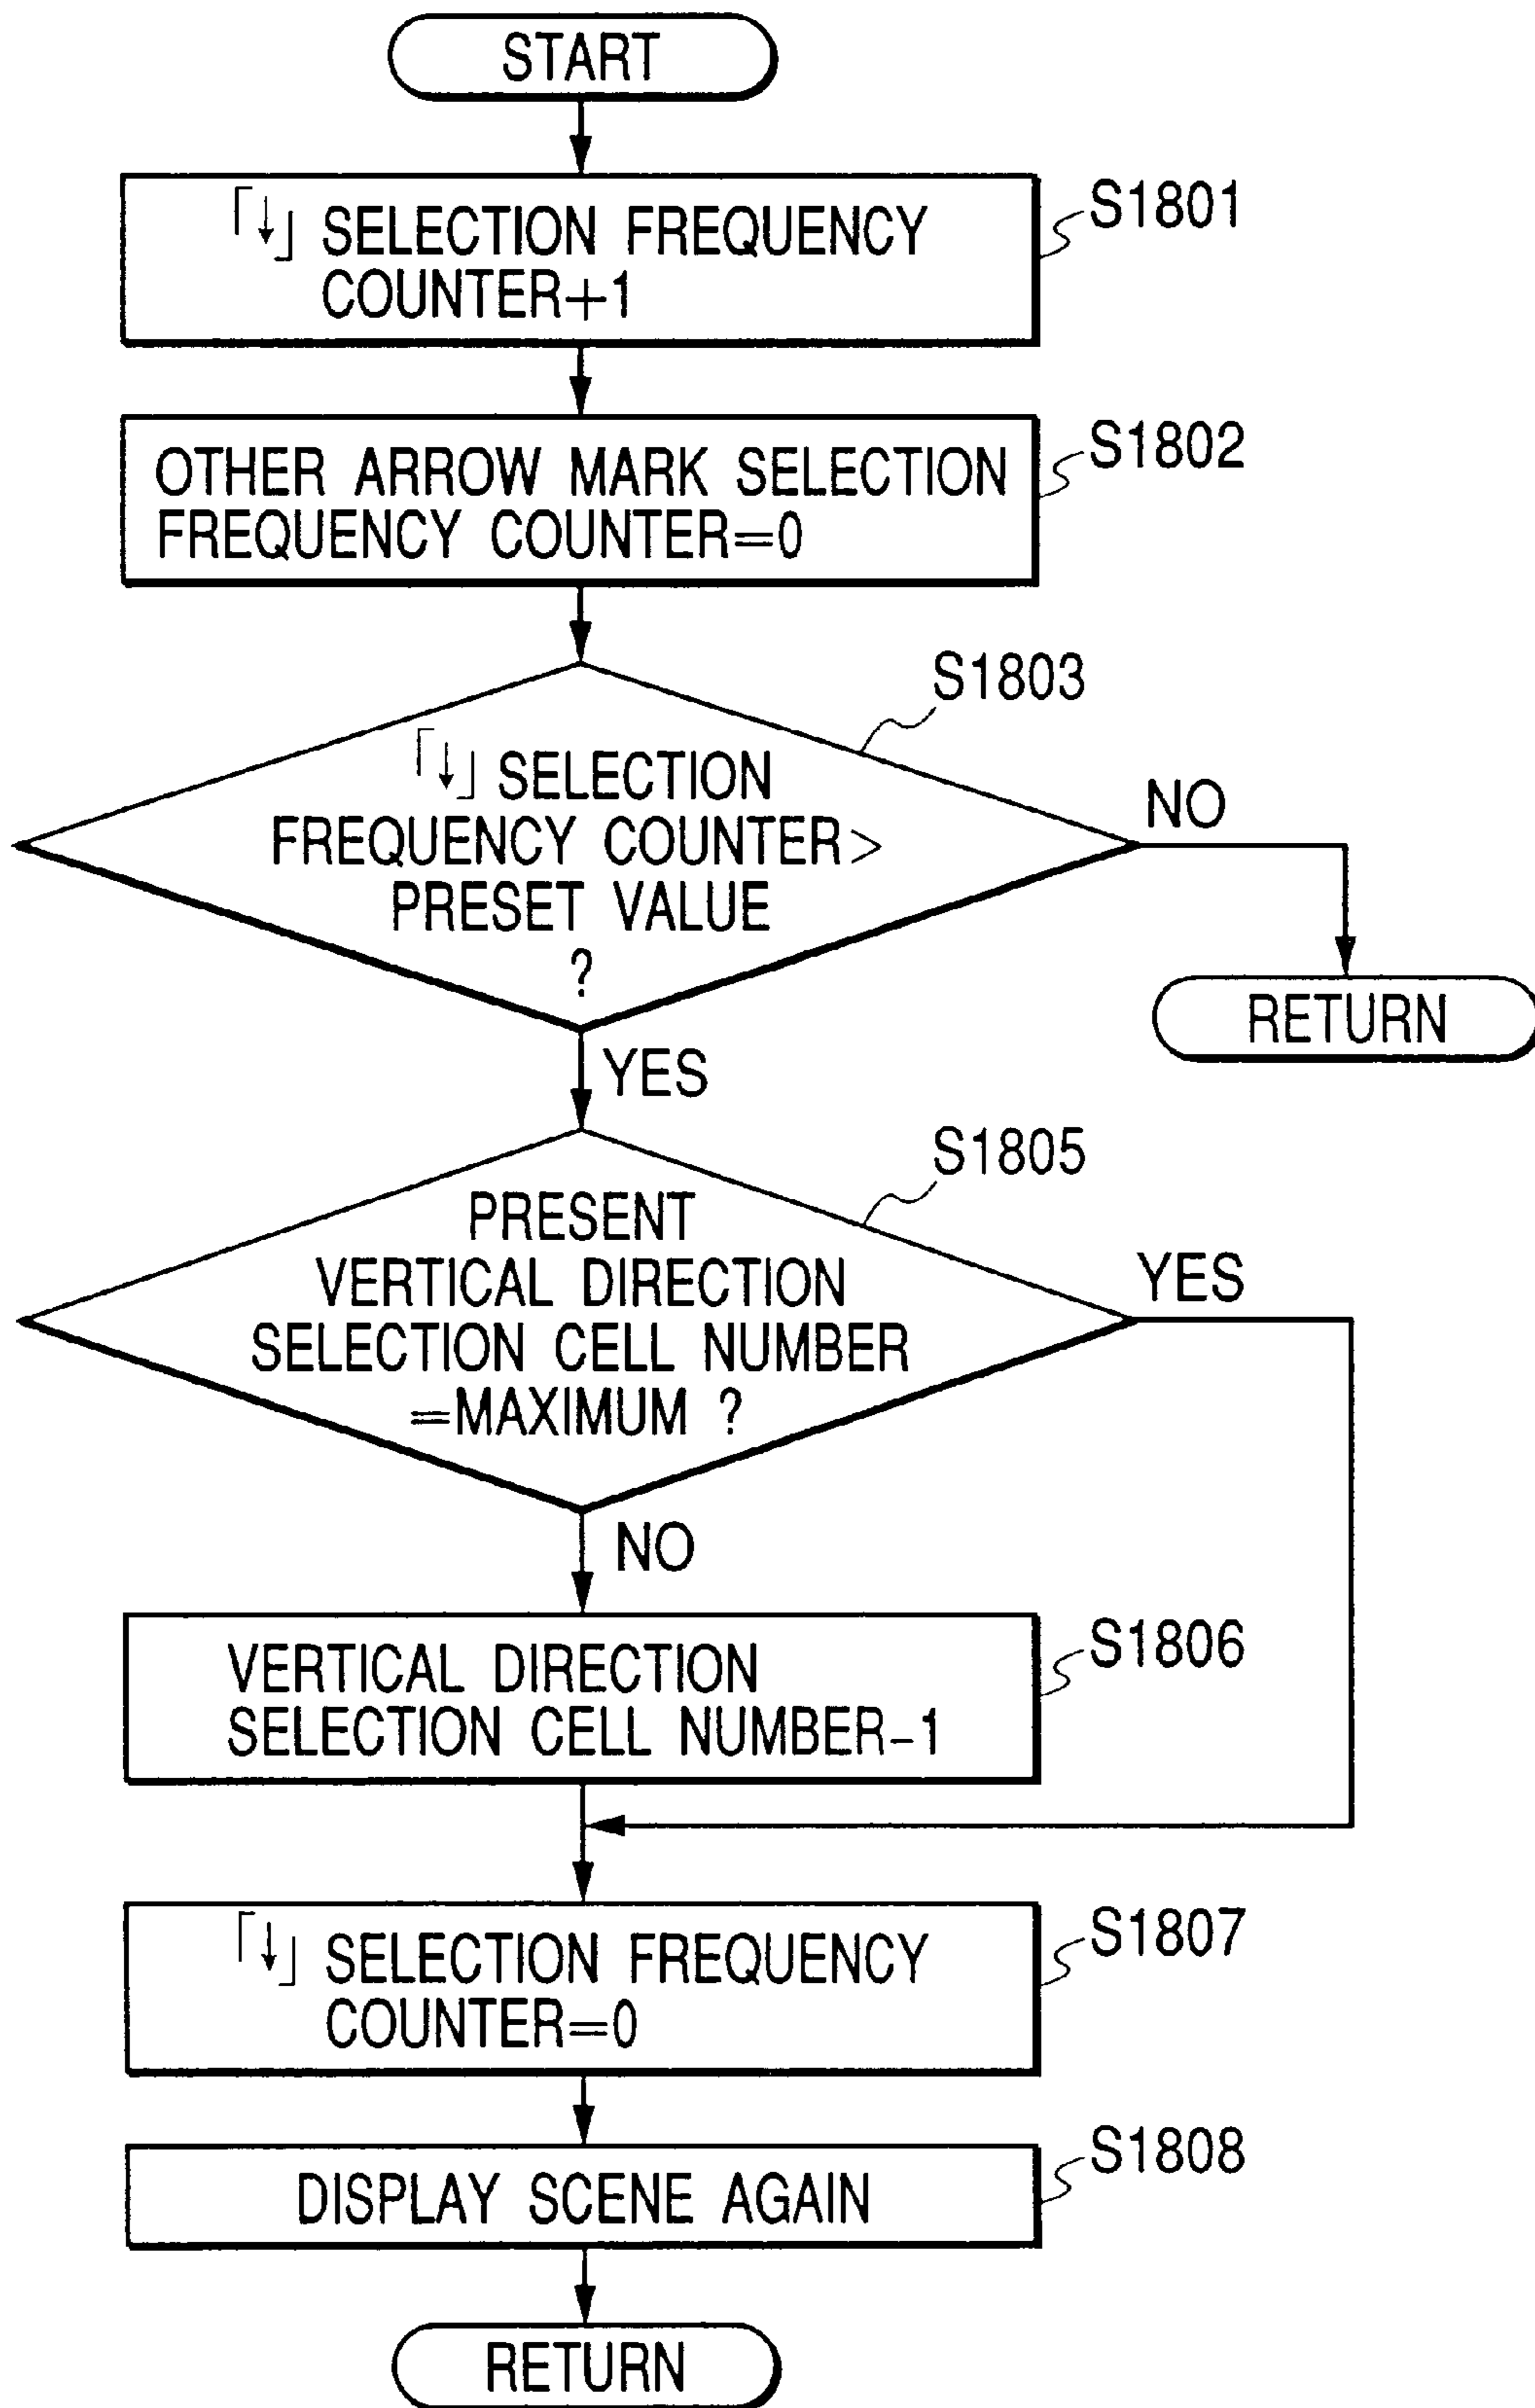 START
「↓」 SELECTION FREQUENCY
COUNTER+1
S1801
OTHER ARROW MARK SELECTION
FREQUENCY COUNTER=0
S1802
S1803
「↓」 SELECTION
FREQUENCY COUNTER>
PRESET VALUE
?
NO
RETURN
YES
S1805
PRESENT
VERTICAL DIRECTION
SELECTION CELL NUMBER
=MAXIMUM ?
YES
NO
VERTICAL DIRECTION
SELECTION CELL NUMBER-1
S1806
「↓」 SELECTION FREQUENCY
COUNTER=0
S1807
DISPLAY SCENE AGAIN
S1808
RETURN